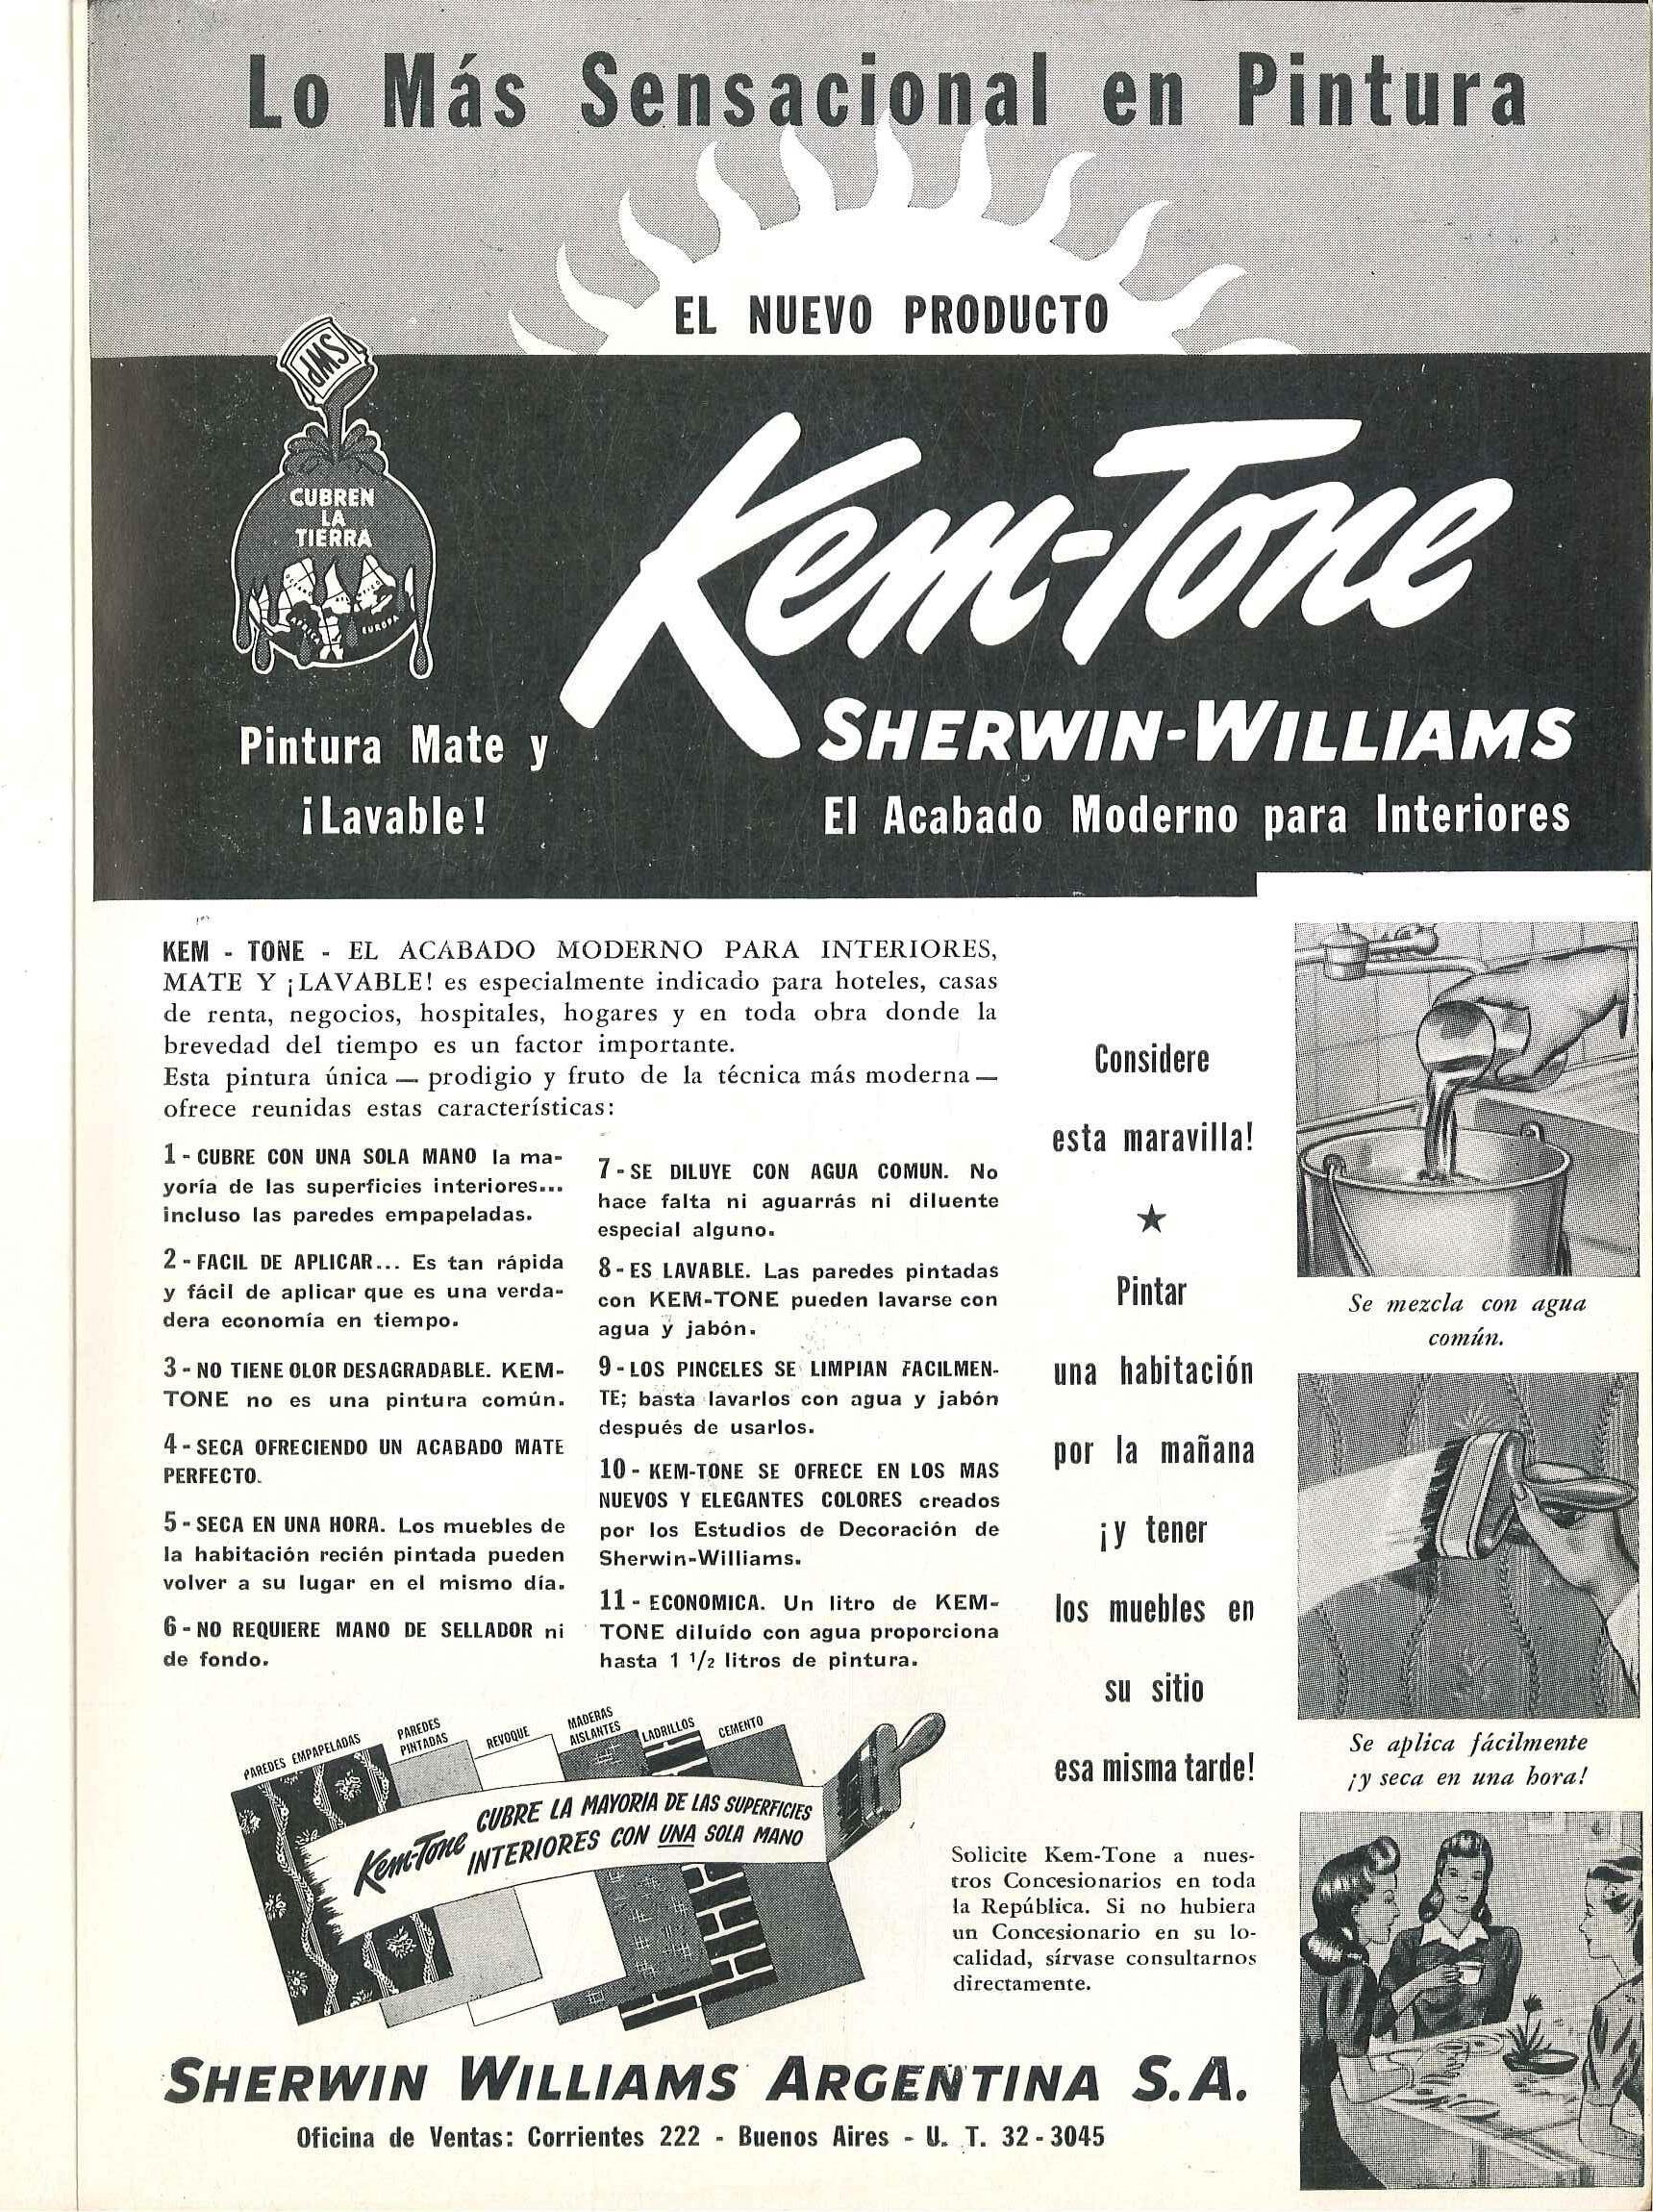 Lo Más Sensacional en Pintura
EL NUEVO PRODUCTO
SWP
CUBREN
LA
TIERRA
OCEANO
AFRICA
EUROPA
Kem-Tone
SHERWIN-WILLIAMS
Pintura Mate y
¡Lavable!
El Acabado Moderno para Interiores
KEM - TONE - EL ACABADO MODERNO PARA INTERIORES,
MATE Y ¡LAVABLE! es especialmente indicado para hoteles, casas
de renta, negocios, hospitales, hogares y en toda obra donde la
brevedad del tiempo es un factor importante.
Esta pintura única — prodigio y fruto de la técnica más moderna —
ofrece reunidas estas características:
1 - CUBRE CON UNA SOLA MANO la ma-
yoría de las superficies interiores...
incluso las paredes empapeladas.
2 - FACIL DE APLICAR... Es tan rápida
y fácil de aplicar que es una verda-
dera economía en tiempo.
3 - NO TIENE OLOR DESAGRADABLE. KEM-
TONE no es una pintura común.
4 - SECA OFRECIENDO UN ACABADO MATE
PERFECTO.
5 - SECA EN UNA HORA. Los muebles de
la habitación recién pintada pueden
volver a su lugar en el mismo día.
6 - NO REQUIERE MANO DE SELLADOR ni
de fondo.
7 - SE DILUYE CON AGUA COMUN. No
hace falta ni aguarrás ni diluente
especial alguno.
8 - ES LAVABLE. Las paredes pintadas
con KEM-TONE pueden lavarse con
agua y jabón.
9 - LOS PINCELES SE LIMPIAN FACILMEN-
TE; basta lavarlos con agua y jabón
después de usarlos.
10 - KEM-TONE SE OFRECE EN LOS MAS
NUEVOS Y ELEGANTES COLORES creados
por los Estudios de Decoración de
Sherwin-Williams.
11 - ECONOMICA. Un litro de KEM-
TONE diluído con agua proporciona
hasta 1 1/2 litros de pintura.
Considere
esta maravilla!
★
Pintar
una habitación
por la mañana
¡y tener
los muebles en
su sitio
esa misma tarde!
Se mezcla con agua
común.
Se aplica fácilmente
¡y seca en una hora!
PAREDES EMPAPELADAS
PAREDES
PINTADAS
REVOQUE
MADERAS
AISLANTES
LADRILLOS
CEMENTO
Kem-Tone CUBRE LA MAYORIA DE LAS SUPERFICIES
INTERIORES CON UNA SOLA MANO
Solicite Kem-Tone a nues-
tros Concesionarios en toda
la República. Si no hubiera
un Concesionario en su lo-
calidad, sírvase consultarnos
directamente.
SHERWIN WILLIAMS ARGENTINA S.A.
Oficina de Ventas: Corrientes 222 - Buenos Aires - U. T. 32 - 3045